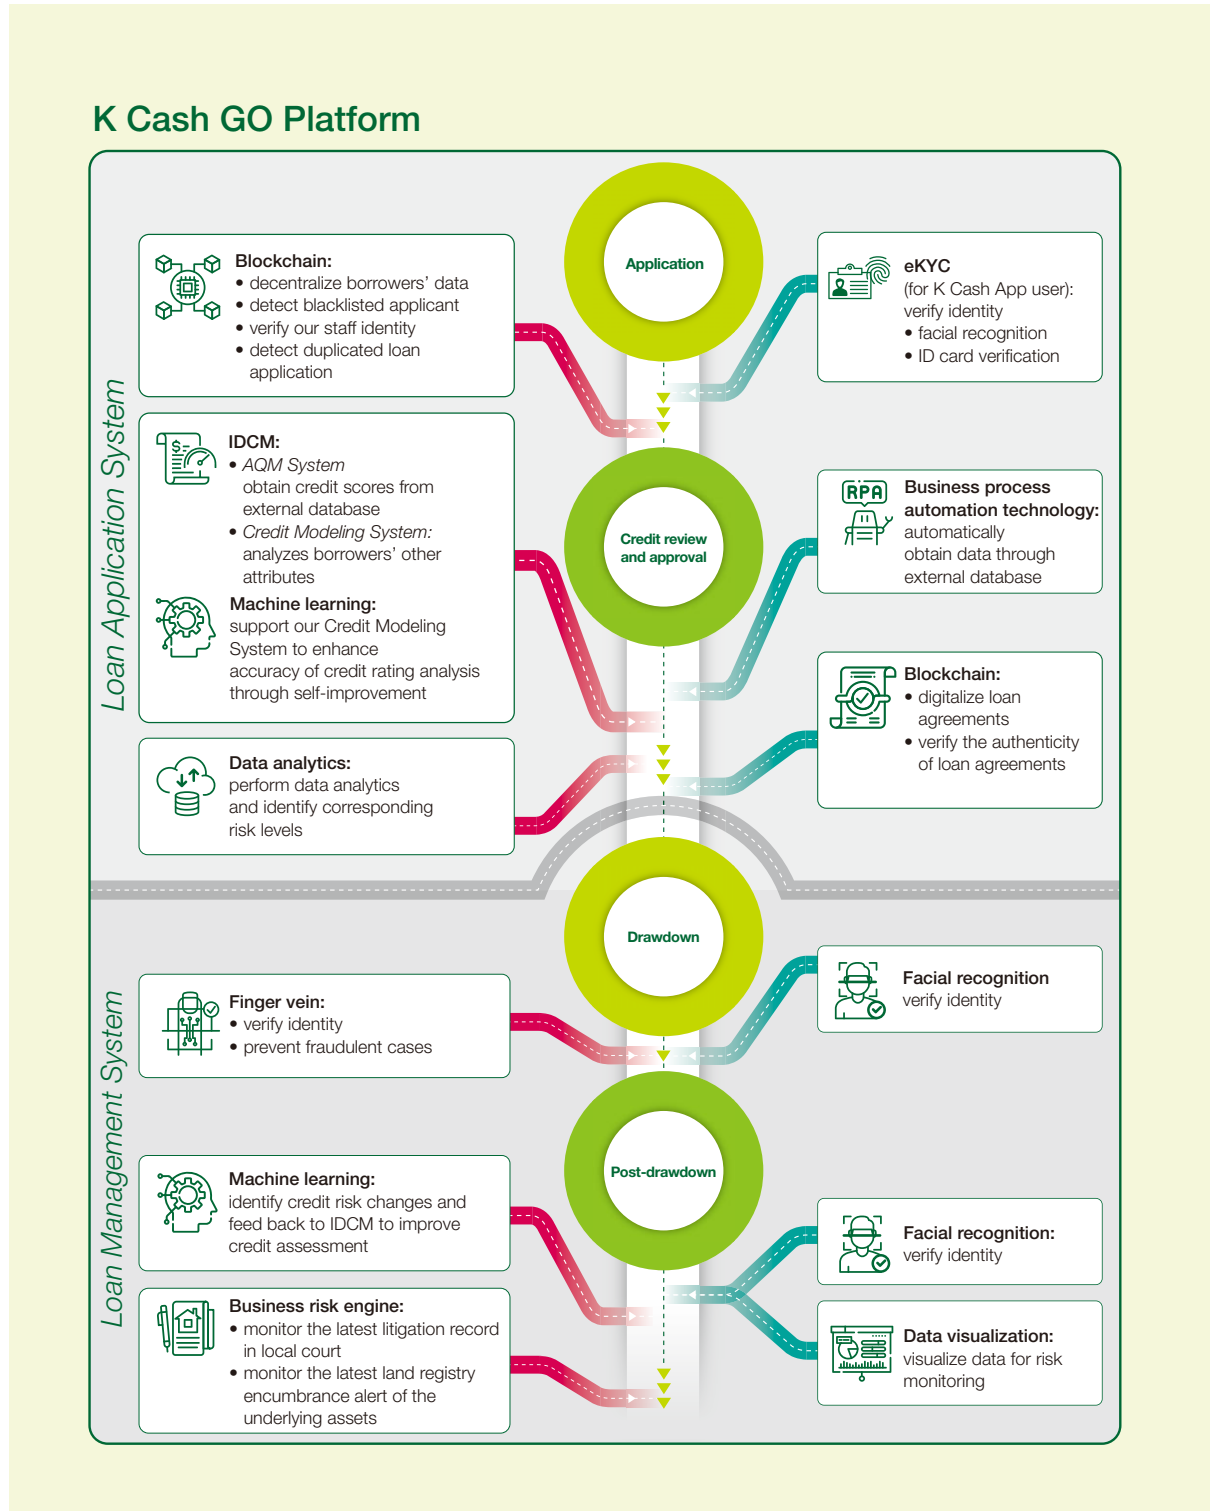 K Cash GO Platform
Loan Application System
Application
Blockchain:
• decentralize borrowers’ data
• detect blacklisted applicant
• verify our staff identity
• detect duplicated loan
application
eKYC
(for K Cash App user):
verify identity
• facial recognition
• ID card verification
Credit review
and approval
IDCM:
• AQM System
obtain credit scores from
external database
• Credit Modeling System:
analyzes borrowers’ other
attributes
Machine learning:
support our Credit Modeling
System to enhance
accuracy of credit rating analysis
through self-improvement
RPA
Business process
automation technology:
automatically
obtain data through
external database
Blockchain:
• digitalize loan
agreements
• verify the authenticity
of loan agreements
Data analytics:
perform data analytics
and identify corresponding
risk levels
Loan Management System
Drawdown
Finger vein:
• verify identity
• prevent fraudulent cases
Facial recognition
verify identity
Post-drawdown
Machine learning:
identify credit risk changes and
feed back to IDCM to improve
credit assessment
Facial recognition:
verify identity
Business risk engine:
• monitor the latest litigation record
in local court
• monitor the latest land registry
encumbrance alert of the
underlying assets
Data visualization:
visualize data for risk
monitoring